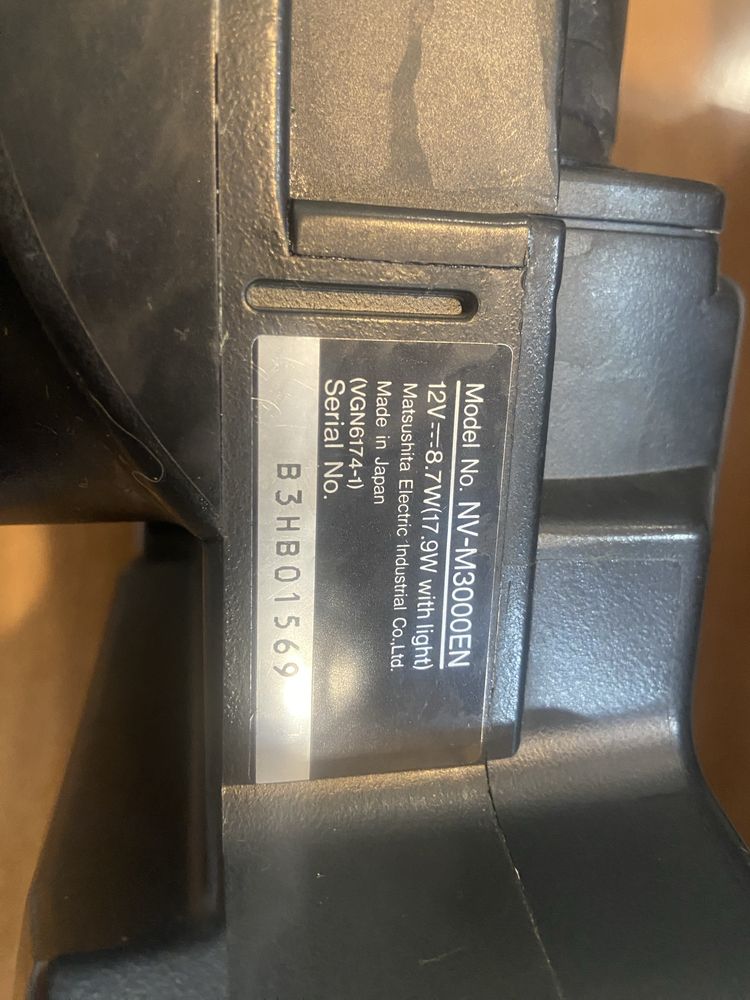 Model No. NV-M3000EN
12V⎓8.7W(17.9W with light)
Matsushita Electric Industrial Co.,Ltd.
Made in Japan
(VGN6174-1)
Serial No.
B3HB01569